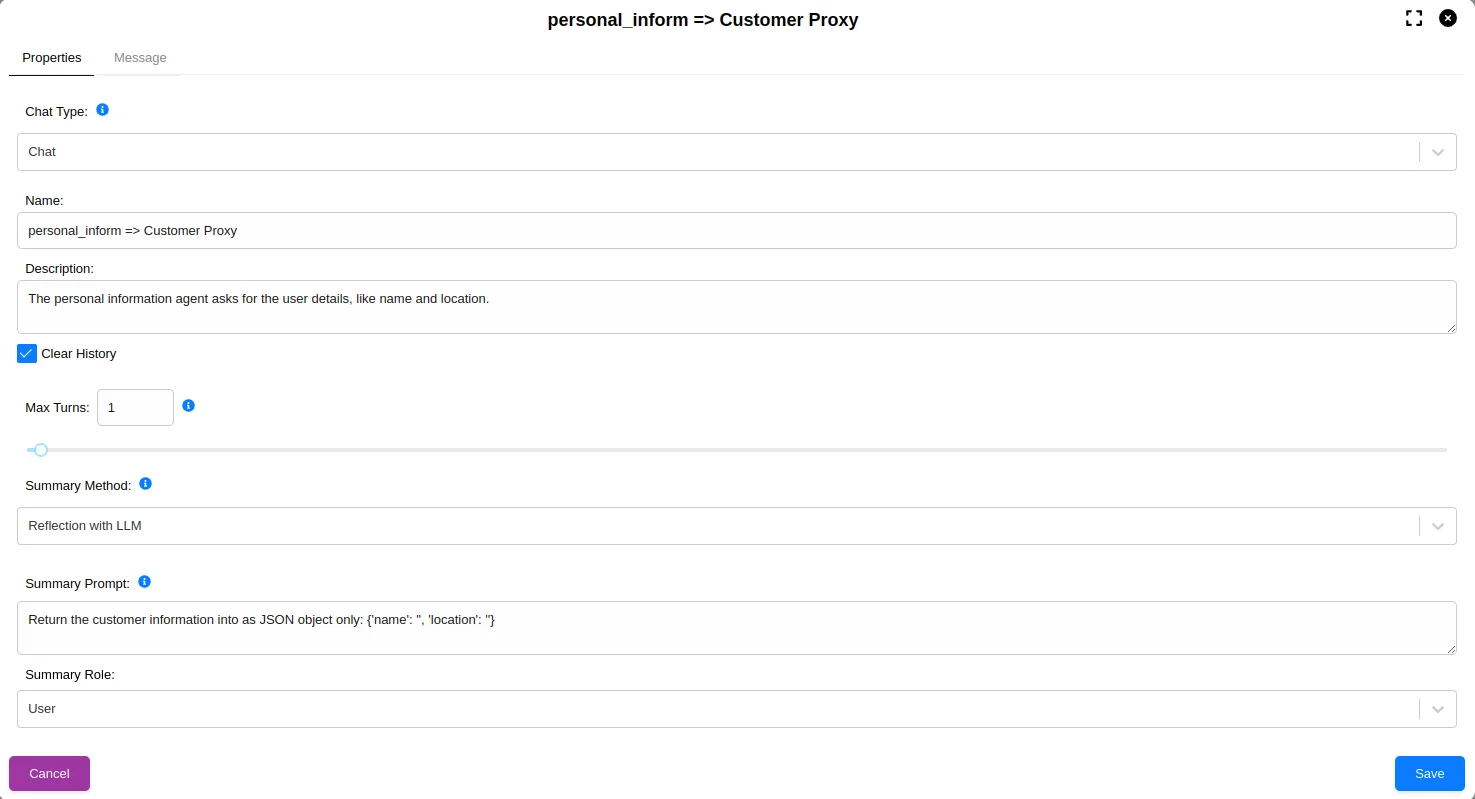 personal_inform => Customer Proxy
Properties Message
Chat Type:
Chat
Name:
personal_inform => Customer Proxy
Description:
The personal information agent asks for the user details, like name and location.
Clear History
Max Turns: 1
Summary Method:
Reflection with LLM
Summary Prompt:
Return the customer information into as JSON object only: {'name': '', 'location': ''}
Summary Role:
User
Cancel Save